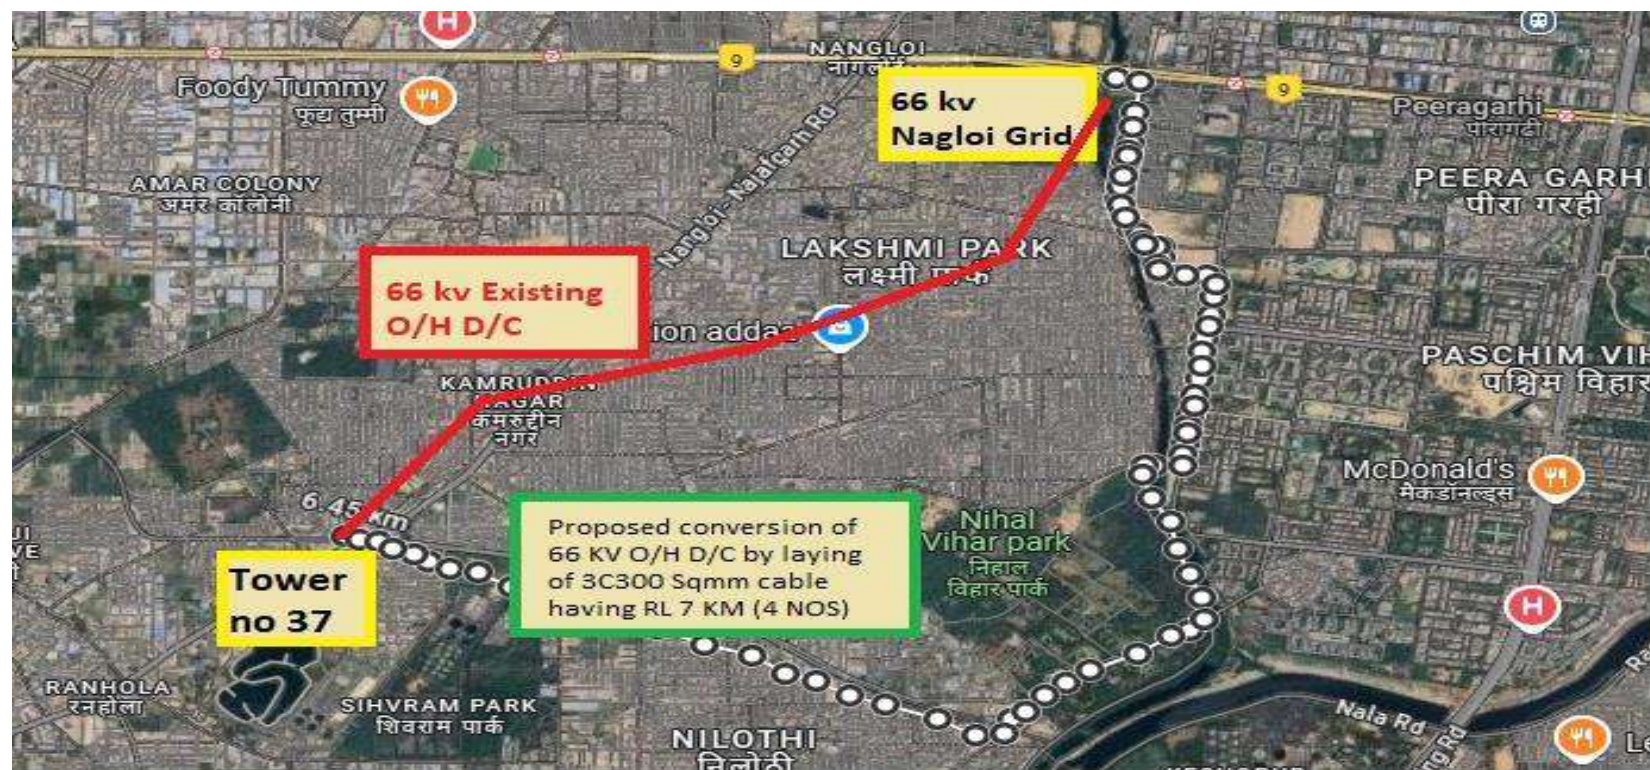 H
NANGLOI
नांगलोई
9
9
Foody Tummy
फूद्य तुम्मी
66 kv
Nagloi Grid
Peeragarhi
पीरागढ़ी
AMAR COLONY
अमर कॉलोनी
Nangloi - Najafgarh Rd
PEERA GARHI
पीरा गरही
LAKSHMI PARK
लक्ष्मी पार्क
66 kv Existing
O/H D/C
ion addaa
PASCHIM VIH
पश्चिम विहार
KAMRUDDIN
NAGAR
कमरुद्दीन
नगर
McDonald's
मैकडॉनल्ड्स
6.45 km
Proposed conversion of
66 KV O/H D/C by laying
of 3C300 Sqmm cable
having RL 7 KM (4 NOS)
Nihal
Vihar park
निहाल
विहार पार्क
Tower
no 37
H
RANHOLA
रनहोला
SIHVRAM PARK
शिवराम पार्क
Nala Rd
NILOTHI
निलोठी